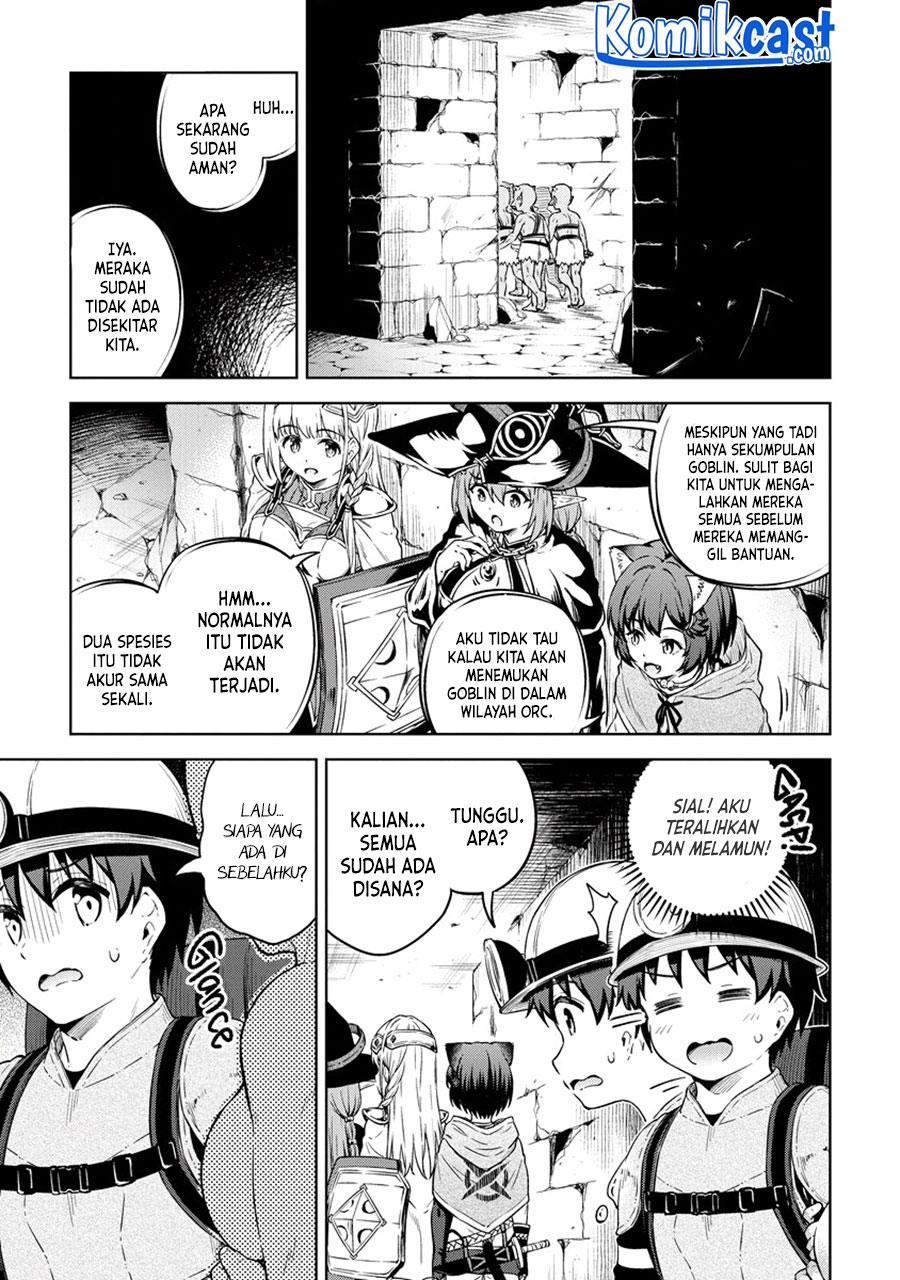 Komikcast
.com
HUH...
APA
SEKARANG
SUDAH
AMAN?
IYA.
MERAKA
SUDAH
TIDAK ADA
DISEKITAR
KITA.
MESKIPUN YANG TADI
HANYA SEKUMPULAN
GOBLIN. SULIT BAGI
KITA UNTUK MENGA-
LAHKAN MEREKA
SEMUA SEBELUM
MEREKA MEMANG-
GIL BANTUAN.
AKU TIDAK TAU
KALAU KITA AKAN
MENEMUKAN
GOBLIN DI DALAM
WILAYAH ORC.
HMM...
NORMALNYA
ITU TIDAK
AKAN
TERJADI.
DUA SPESIES
ITU TIDAK
AKUR SAMA
SEKALI.
GASP!
SIAL! AKU
TERALIHKAN
DAN MELAMUN!
TUNGGU.
APA?
KALIAN...
SEMUA
SUDAH ADA
DISANA?
LALU...
SIAPA YANG
ADA DI
SEBELAHKU?
Glance